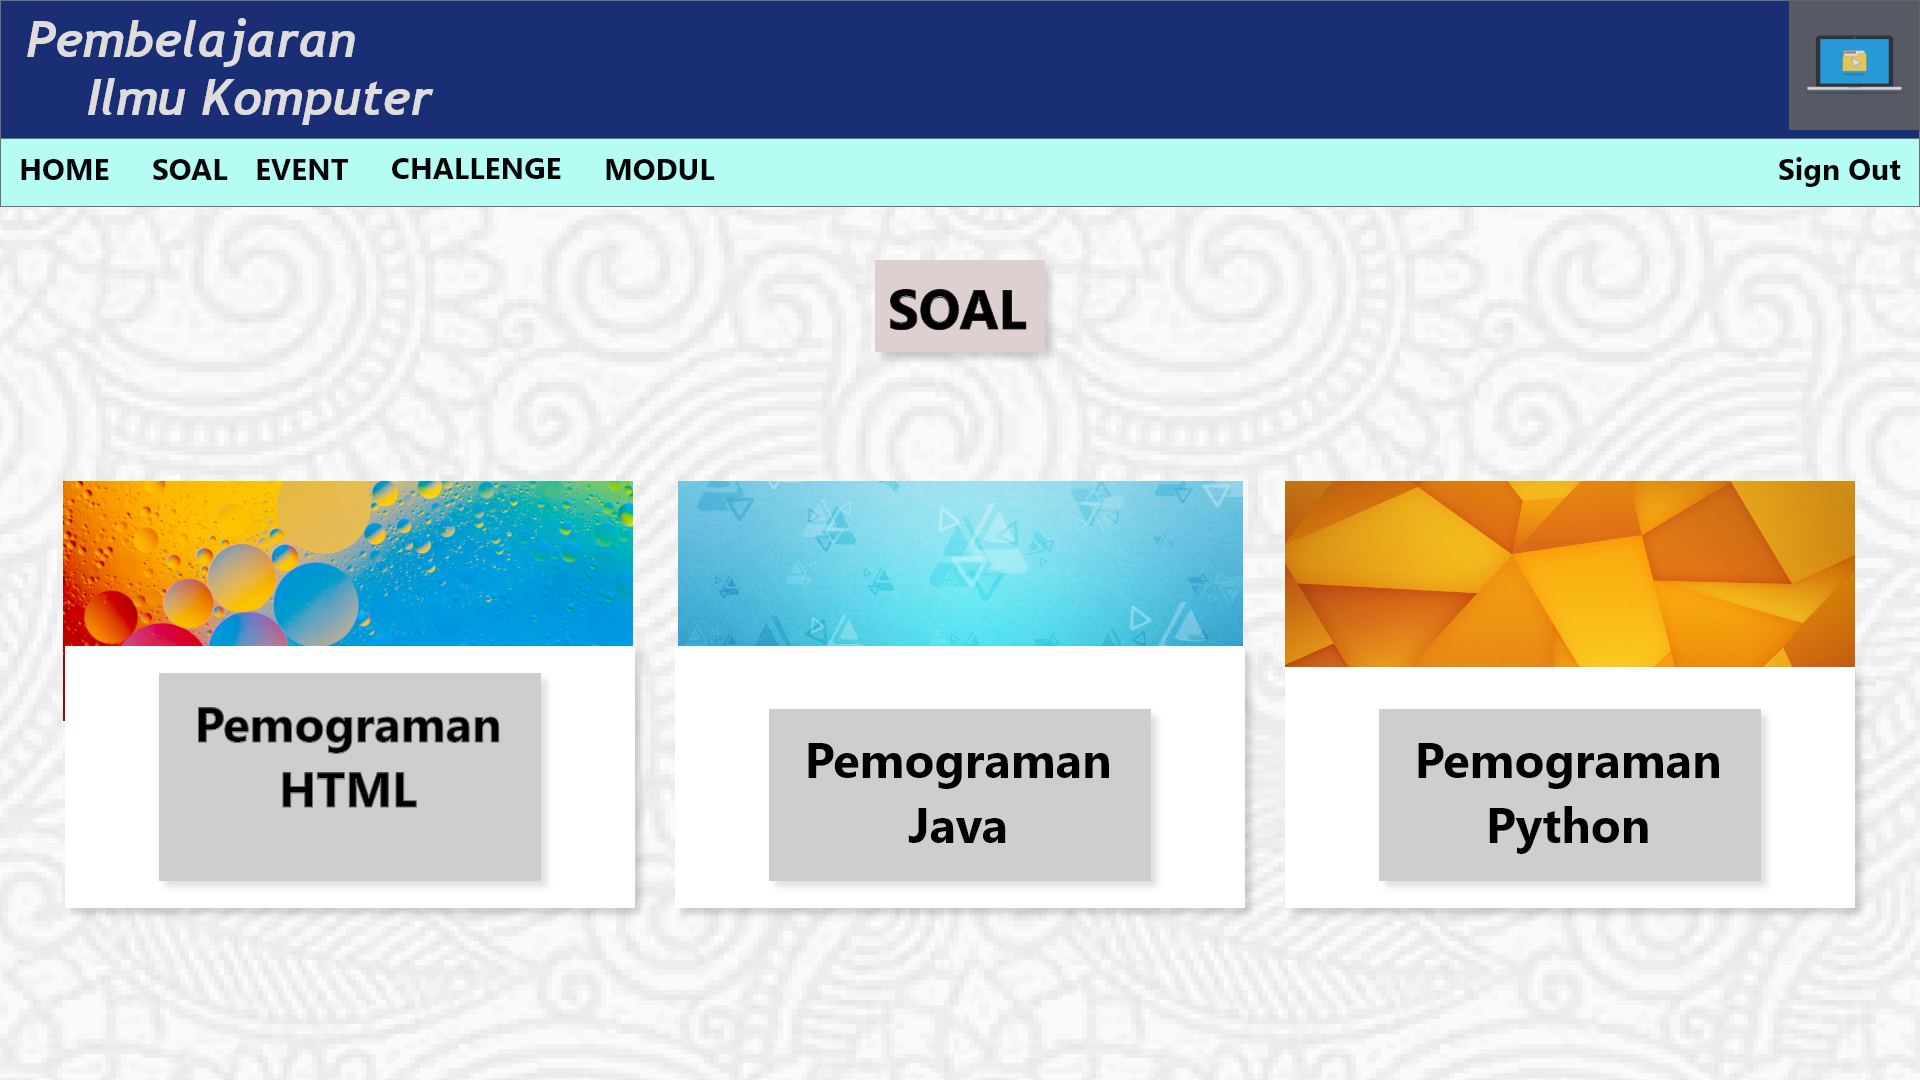 Pembelajaran
Ilmu Komputer
HOME SOAL EVENT CHALLENGE MODUL Sign Out
SOAL
Pemograman
HTML
Pemograman
Java
Pemograman
Python